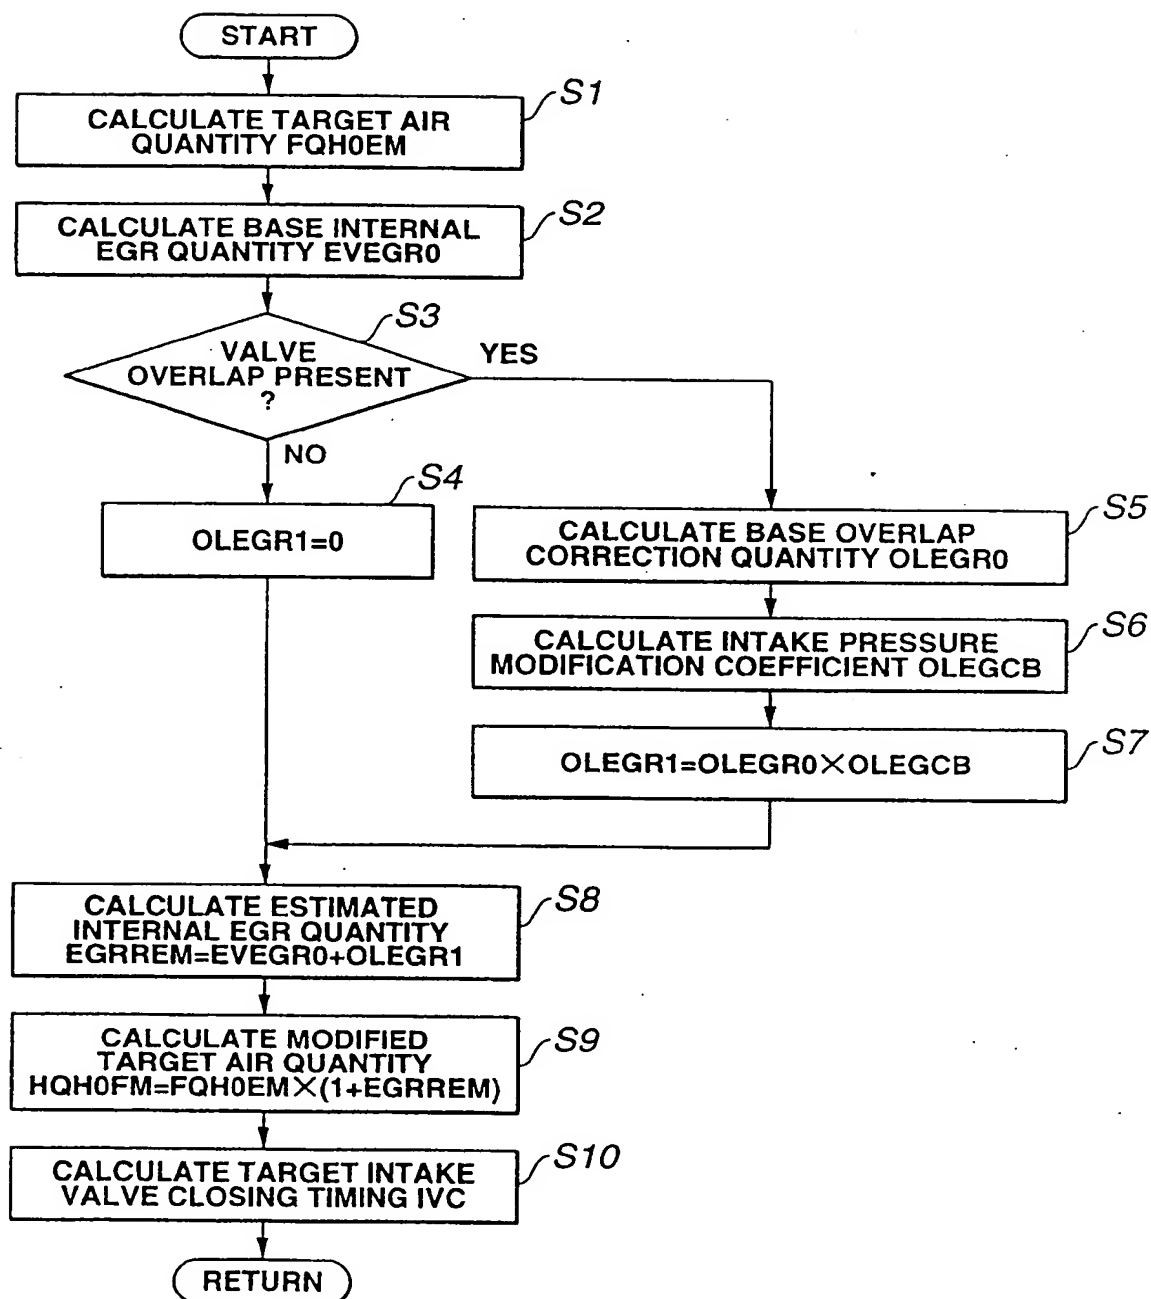 START
S1
CALCULATE TARGET AIR
QUANTITY FQH0EM
S2
CALCULATE BASE INTERNAL
EGR QUANTITY EVEGR0
S3
VALVE
OVERLAP PRESENT
?
YES
NO
S4
OLEGR1=0
S5
CALCULATE BASE OVERLAP
CORRECTION QUANTITY OLEGR0
S6
CALCULATE INTAKE PRESSURE
MODIFICATION COEFFICIENT OLEGCB
S7
OLEGR1=OLEGR0×OLEGCB
S8
CALCULATE ESTIMATED
INTERNAL EGR QUANTITY
EGRREM=EVEGR0+OLEGR1
S9
CALCULATE MODIFIED
TARGET AIR QUANTITY
HQH0FM=FQH0EM×(1+EGRREM)
S10
CALCULATE TARGET INTAKE
VALVE CLOSING TIMING IVC
RETURN